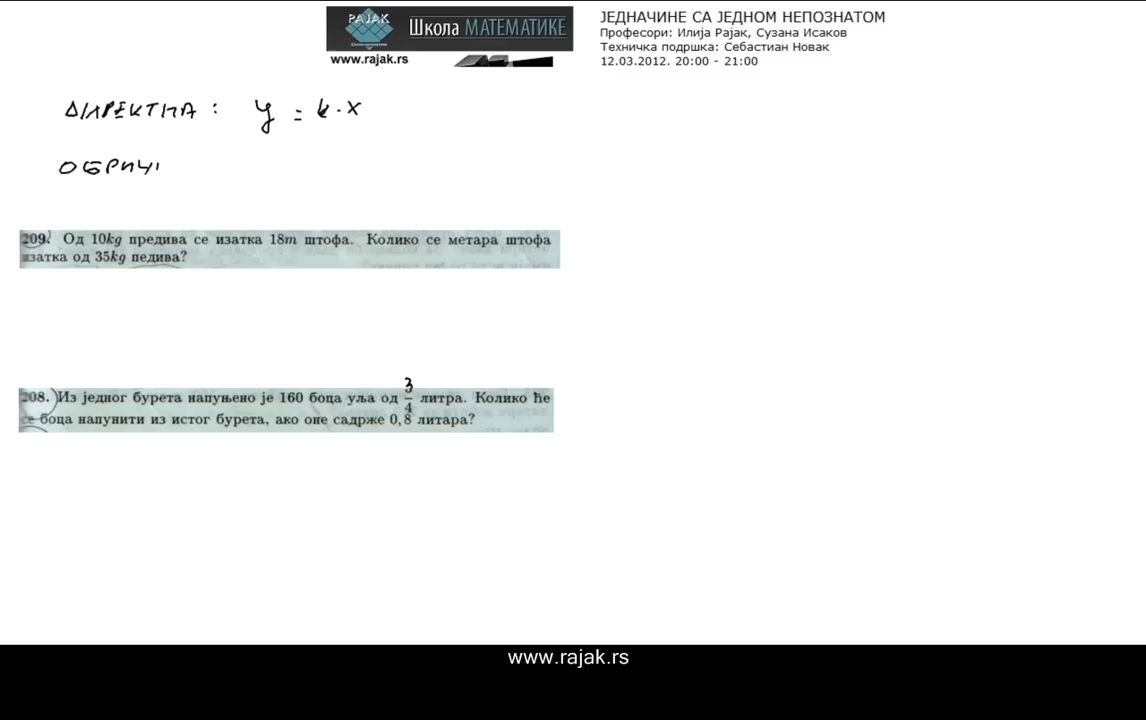 РАЈАК
Школа МАТЕМАТИКЕ
www.rajak.rs
ЈЕДНАЧИНЕ СА ЈЕДНОМ НЕПОЗНАТОМ
Професори: Илија Рајак, Сузана Исаков
Техничка подршка: Себастиан Новак
12.03.2012. 20:00 - 21:00
ДИРЕКТНА : y = k · x
ОБРНУ
209. Од 10kg предива се изатка 18m штофа. Колико се метара штофа
изатка од 35kg педива?
208. Из једног бурета напуњено је 160 боца уља од 3/4 литра. Колико ће
се боца напунити из истог бурета, ако оне садрже 0,8 литара?
www.rajak.rs